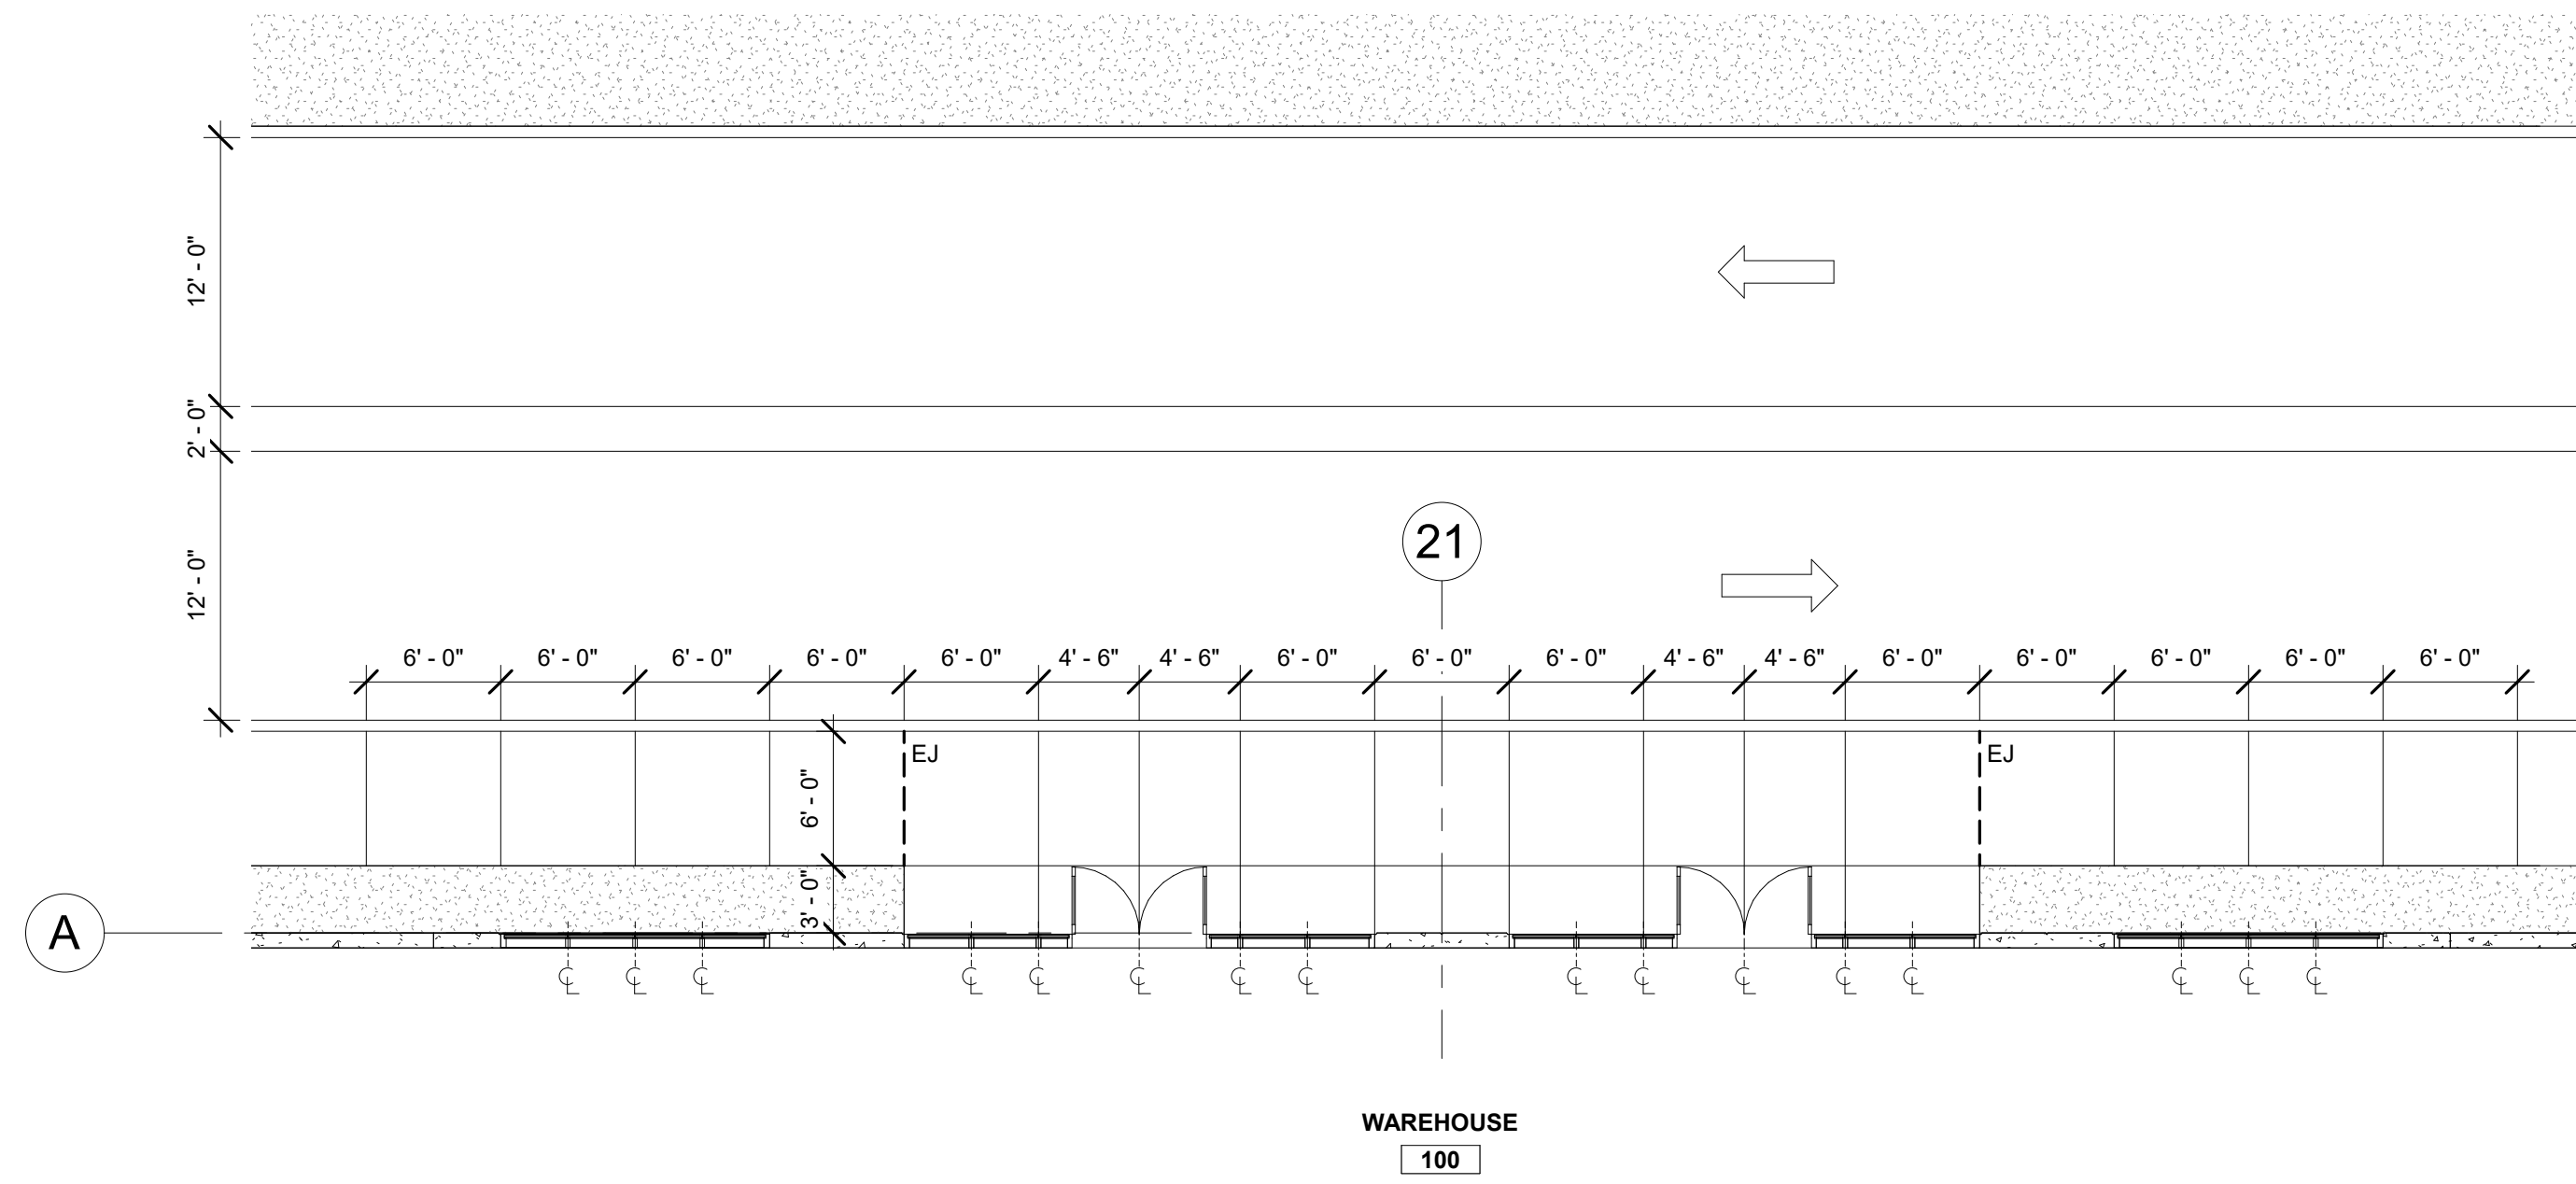 12' - 0"
2' - 0"
12' - 0"
21
6' - 0" 6' - 0" 6' - 0" 6' - 0" 6' - 0" 4' - 6" 4' - 6" 6' - 0" 6' - 0" 6' - 0" 4' - 6" 4' - 6" 6' - 0" 6' - 0" 6' - 0" 6' - 0" 6' - 0"
EJ EJ
6' - 0"
3' - 0"
A
℄ ℄ ℄ ℄ ℄ ℄ ℄ ℄ ℄ ℄ ℄ ℄ ℄ ℄ ℄ ℄
WAREHOUSE
100